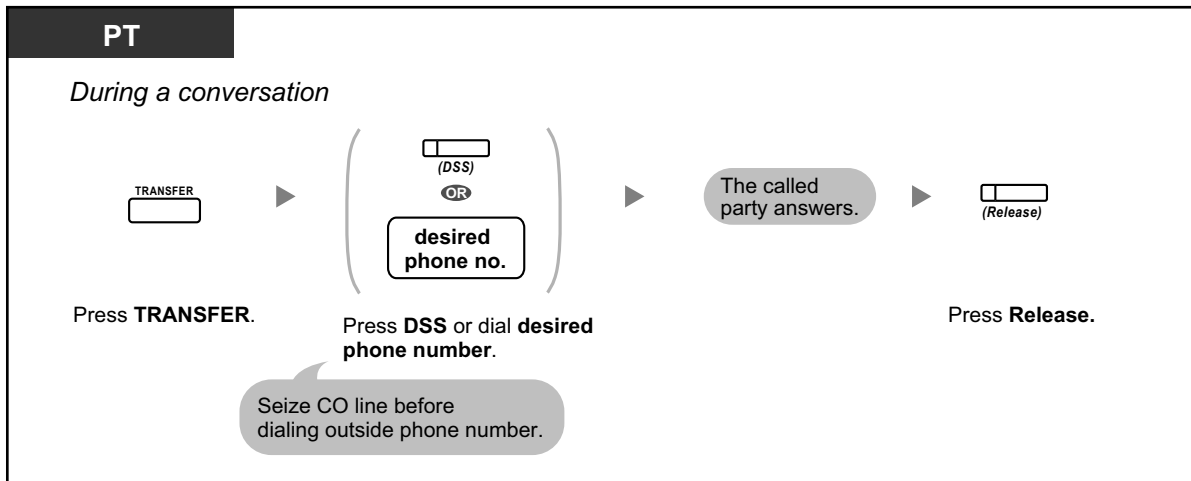 PT
During a conversation
TRANSFER
(DSS)
OR
desired
phone no.
The called
party answers.
(Release)
Press TRANSFER.
Press DSS or dial desired
phone number.
Press Release.
Seize CO line before
dialing outside phone number.